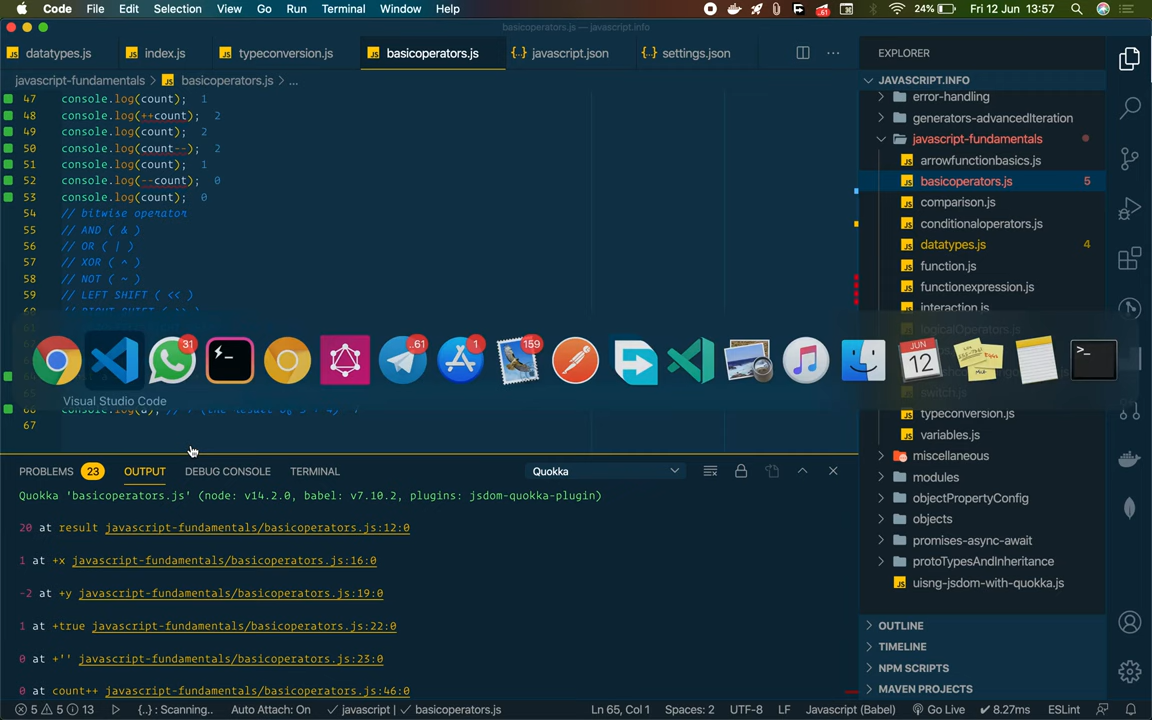 Code File Edit Selection View Go Run Terminal Window Help 24% Fri 12 Jun 13:57
basicoperators.js — javascript.info
datatypes.js index.js typeconversion.js basicoperators.js javascript.json settings.json ...
EXPLORER
javascript-fundamentals > basicoperators.js > ...
JAVASCRIPT.INFO
47 console.log(count); 1
48 console.log(++count); 2
49 console.log(count); 2
50 console.log(count--); 2
51 console.log(count); 1
52 console.log(--count); 0
53 console.log(count); 0
54 // bitwise operator
55 // AND ( & )
56 // OR ( | )
57 // XOR ( ^ )
58 // NOT ( ~ )
59 // LEFT SHIFT ( << )
67
error-handling
generators-advancedIteration
javascript-fundamentals
arrowfunctionbasics.js
basicoperators.js 5
comparison.js
conditionaloperators.js
datatypes.js 4
function.js
functionexpression.js
interaction.js
logicalOperators.js
switch.js
typeconversion.js
variables.js
miscellaneous
modules
objectPropertyConfig
objects
promises-async-await
protoTypesAndInheritance
uisng-jsdom-with-quokka.js
OUTLINE
TIMELINE
NPM SCRIPTS
MAVEN PROJECTS
31 ..61 1 159 JUN 12
Visual Studio Code
PROBLEMS 23 OUTPUT DEBUG CONSOLE TERMINAL Quokka
Quokka 'basicoperators.js' (node: v14.2.0, babel: v7.10.2, plugins: jsdom-quokka-plugin)
20 at result javascript-fundamentals/basicoperators.js:12:0
1 at +x javascript-fundamentals/basicoperators.js:16:0
-2 at +y javascript-fundamentals/basicoperators.js:19:0
1 at +true javascript-fundamentals/basicoperators.js:22:0
0 at +'' javascript-fundamentals/basicoperators.js:23:0
0 at count++ javascript-fundamentals/basicoperators.js:46:0
5 5 13 {..} : Scanning.. Auto Attach: On ✓ javascript | ✓ basicoperators.js Ln 65, Col 1 Spaces: 2 UTF-8 LF Javascript (Babel) Go Live ✓ 8.27ms ESLint